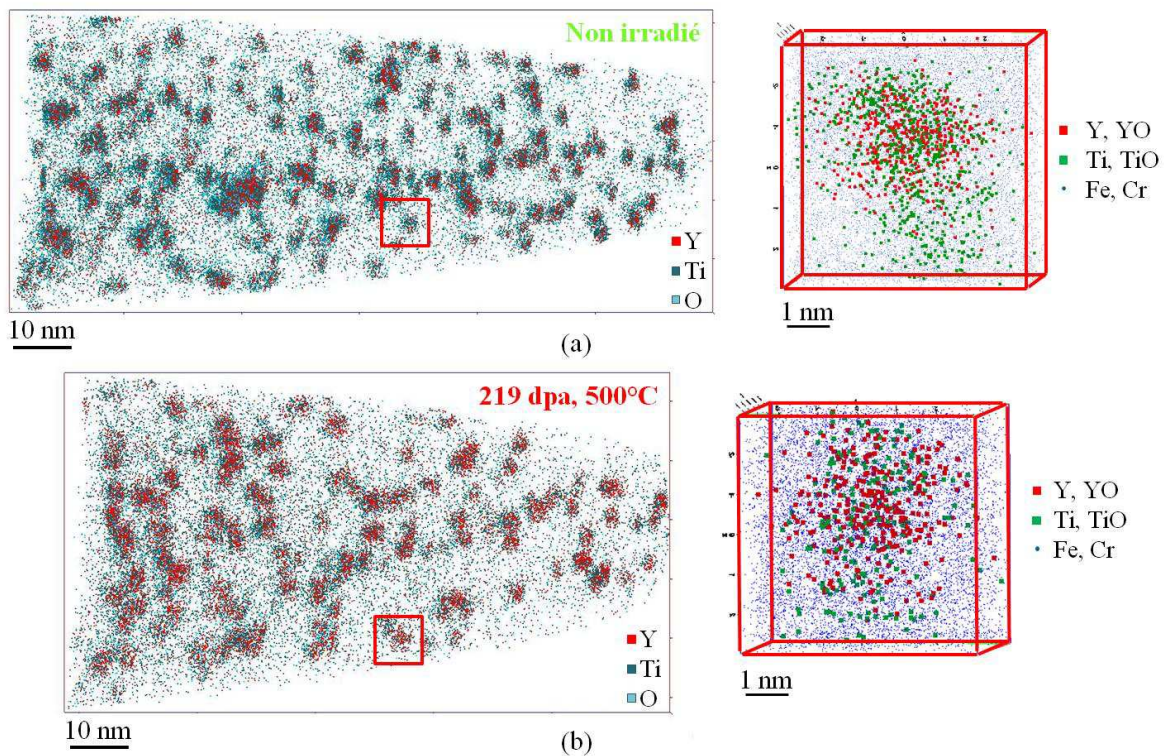 Non irradié
Y
Ti
O
10 nm
Y, YO
Ti, TiO
Fe, Cr
1 nm
(a)
219 dpa, 500°C
Y
Ti
O
10 nm
Y, YO
Ti, TiO
Fe, Cr
1 nm
(b)